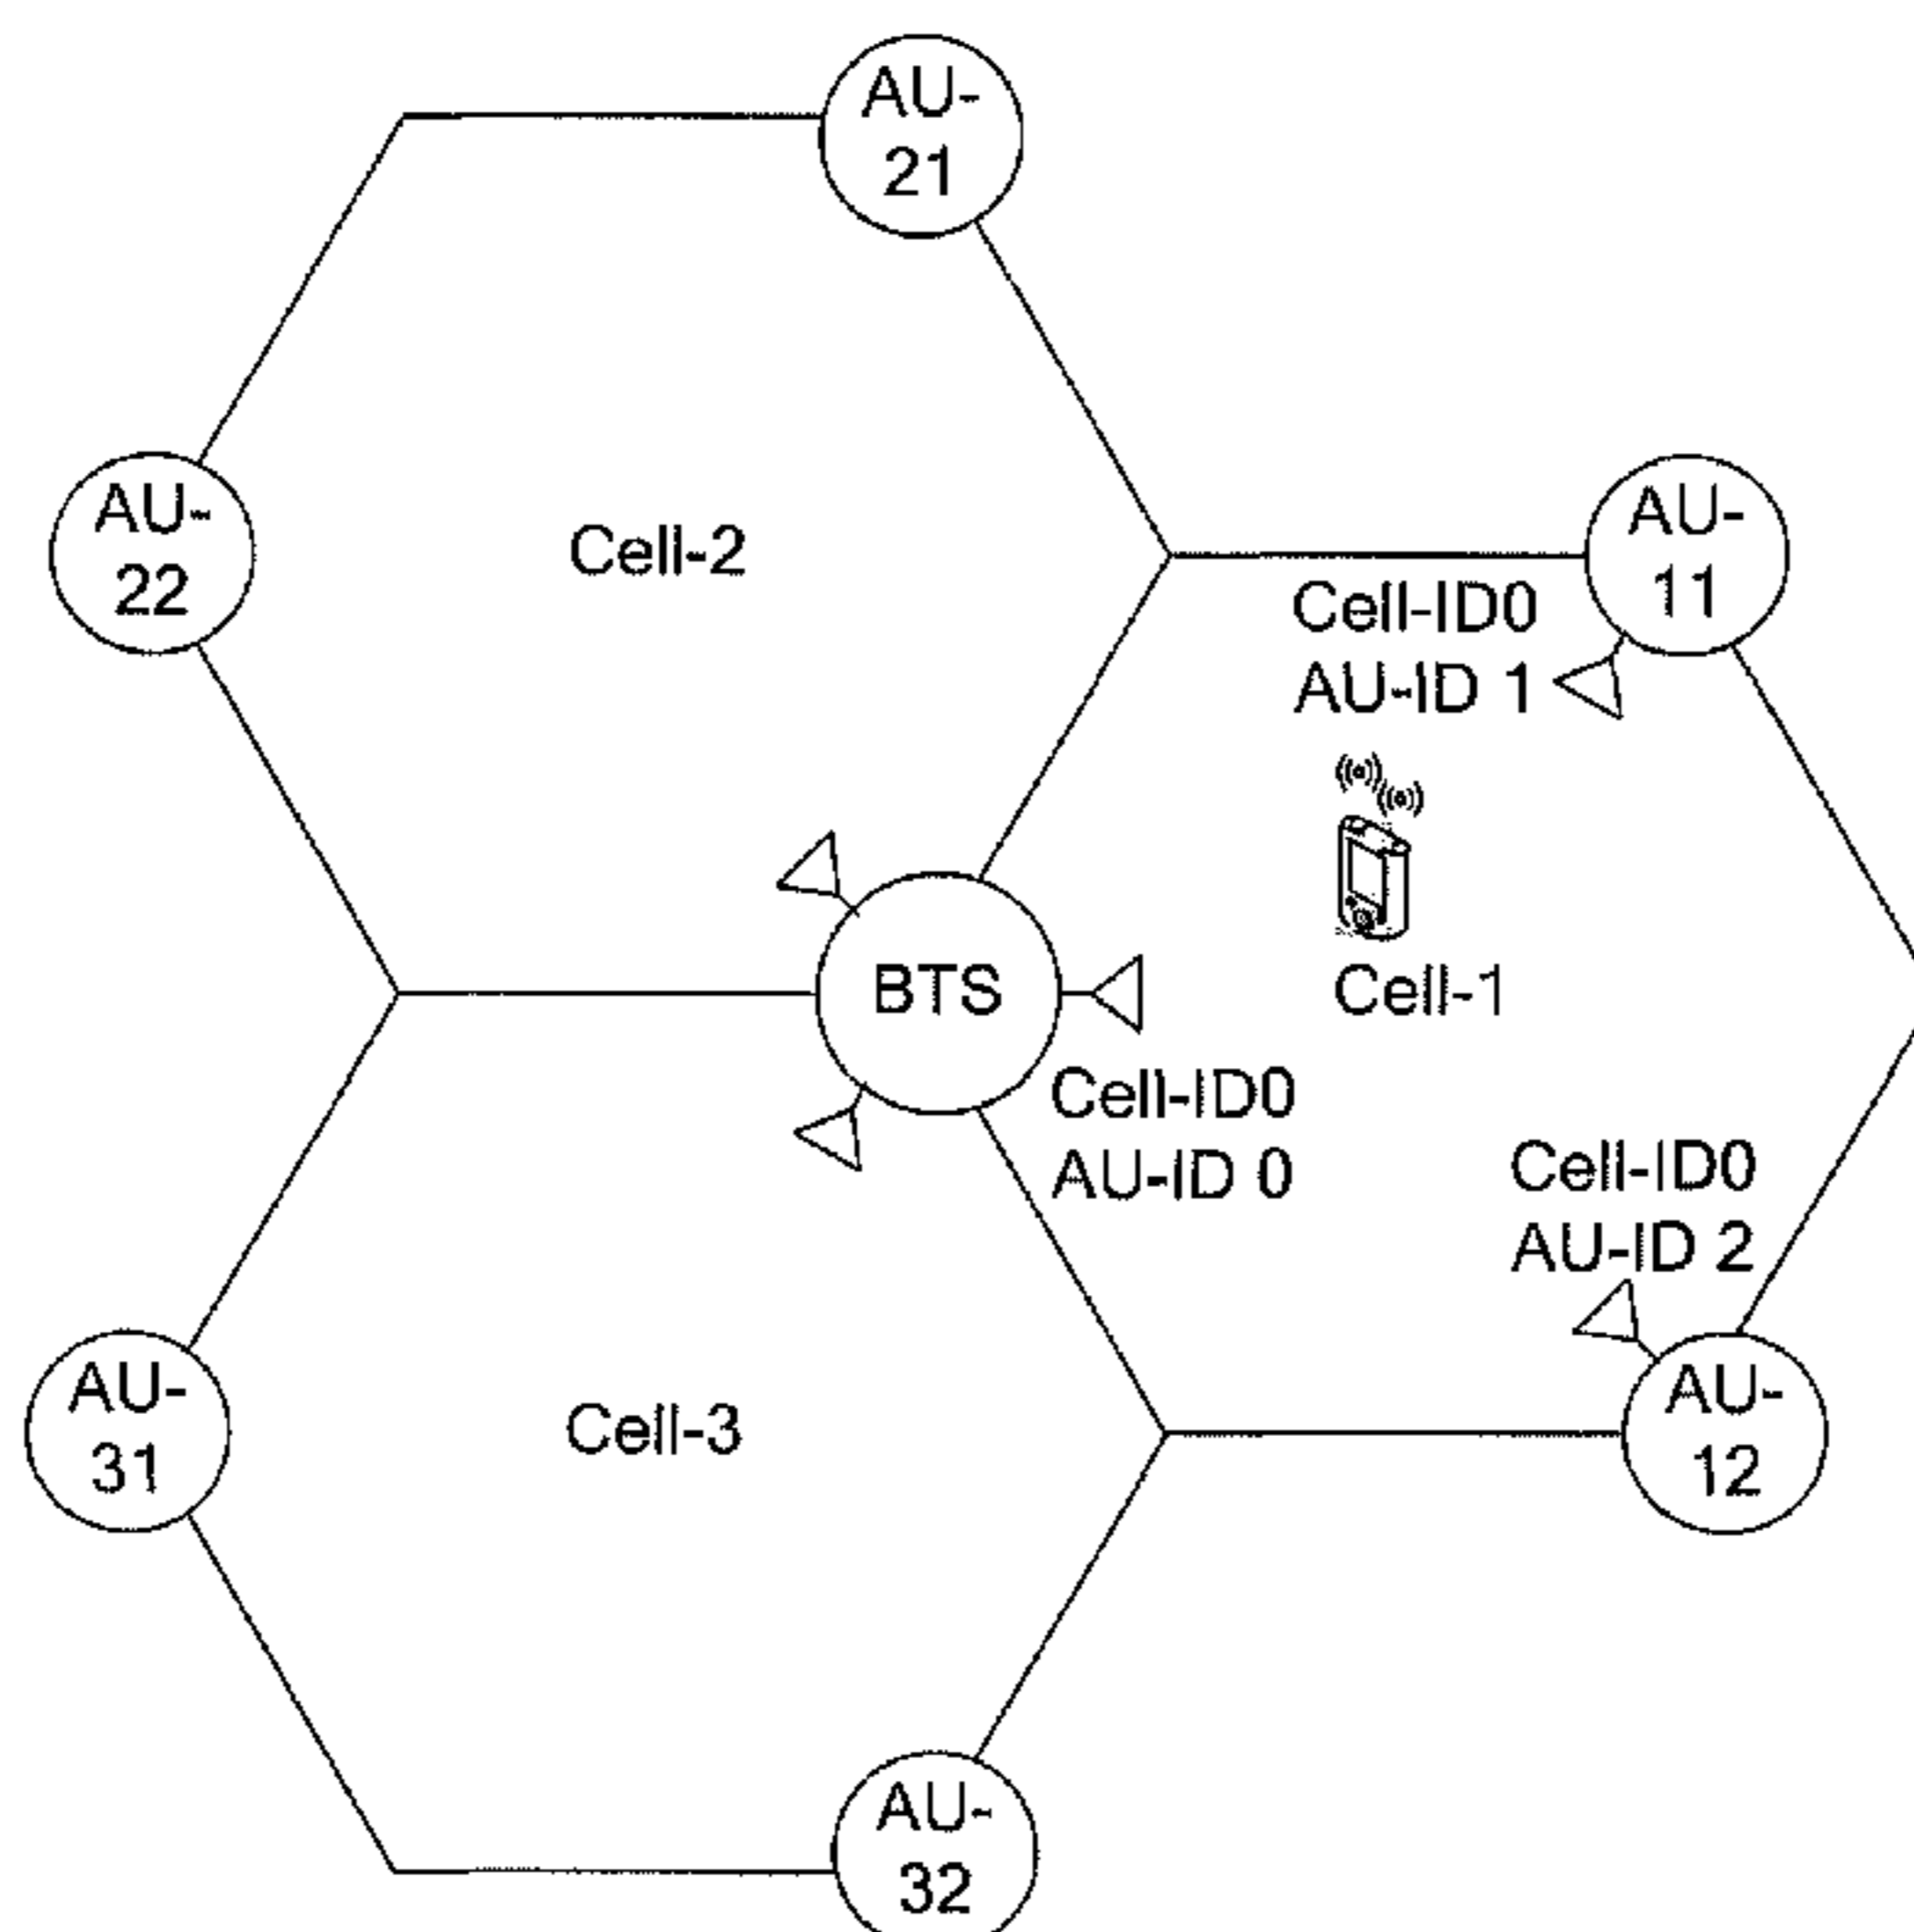 AU-
21
AU-
22
Cell-2
AU-
11
Cell-ID0
AU-ID 1
BTS
Cell-1
Cell-ID0
AU-ID 0
Cell-ID0
AU-ID 2
AU-
31
Cell-3
AU-
12
AU-
32